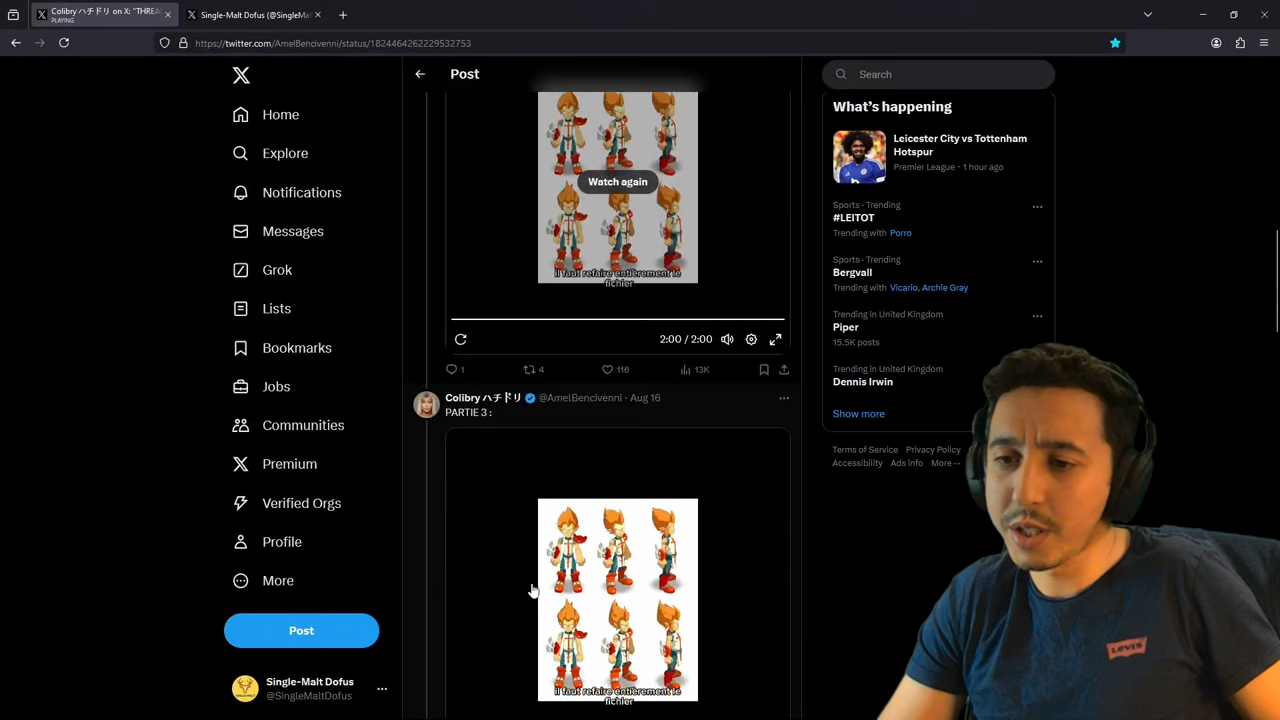 Colibry ハチドリ on X: "THREA
PLAYING
Single-Malt Dofus (@SingleMal
https://twitter.com/AmelBencivenni/status/1824464262229532753
Home
Explore
Notifications
Messages
Grok
Lists
Bookmarks
Jobs
Communities
Premium
Verified Orgs
Profile
More
Post
Single-Malt Dofus
@SingleMaltDofus
Post
Watch again
il faut refaire entièrement le
fichier
2:00 / 2:00
1
4
116
13K
Colibry ハチドリ @AmelBencivenni · Aug 16
PARTIE 3 :
il faut refaire entièrement le
fichier
Search
What's happening
Leicester City vs Tottenham
Hotspur
Premier League · 1 hour ago
Sports · Trending
#LEITOT
Trending with Porro
Sports · Trending
Bergvall
Trending with Vicario, Archie Gray
Trending in United Kingdom
Piper
15.5K posts
Trending in United Kingdom
Dennis Irwin
Show more
Terms of Service Privacy Policy
Accessibility Ads info More ...
LEVI'S